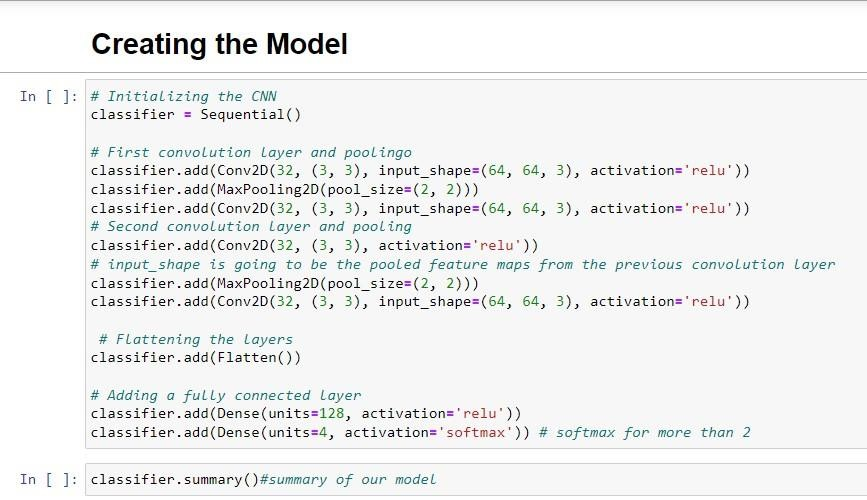 Creating the Model
In [ ]: # Initializing the CNN
classifier = Sequential()
# First convolution layer and poolingo
classifier.add(Conv2D(32, (3, 3), input_shape=(64, 64, 3), activation='relu'))
classifier.add(MaxPooling2D(pool_size=(2, 2)))
classifier.add(Conv2D(32, (3, 3), input_shape=(64, 64, 3), activation='relu'))
# Second convolution layer and pooling
classifier.add(Conv2D(32, (3, 3), activation='relu'))
# input_shape is going to be the pooled feature maps from the previous convolution layer
classifier.add(MaxPooling2D(pool_size=(2, 2)))
classifier.add(Conv2D(32, (3, 3), input_shape=(64, 64, 3), activation='relu'))
# Flattening the layers
classifier.add(Flatten())
# Adding a fully connected layer
classifier.add(Dense(units=128, activation='relu'))
classifier.add(Dense(units=4, activation='softmax')) # softmax for more than 2
In [ ]: classifier.summary()#summary of our model